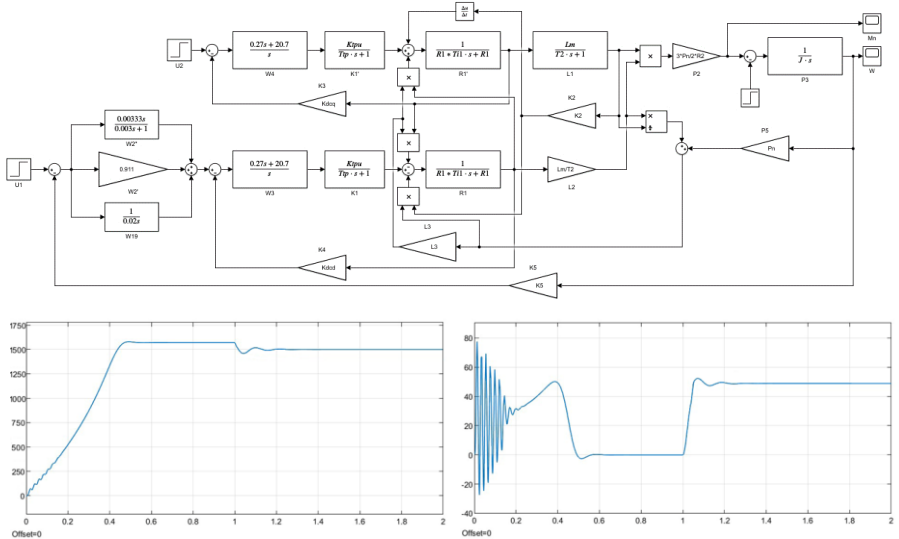 Δu
Δt
U2
0.27s + 20.7
s
W4
Ktpu
Ttp · s + 1
K1'
1
R1 * Ti1 · s + R1
R1'
Lm
T2 · s + 1
L1
×
3*Pn/2*R2
P2
1
J · s
P3
Mn
W
×
K3
Kdcq
K2
K2
×
÷
P5
Pn
0.00333s
0.003s + 1
W2"
×
U1
0.911
W2'
0.27s + 20.7
s
W3
Ktpu
Ttp · s + 1
K1
1
R1 * Ti1 · s + R1
R1
Lm/T2
L2
×
1
0.02s
W19
L3
L3
K4
Kdcd
K5
K5
1750
1500
1250
1000
750
500
250
0
0 0.2 0.4 0.6 0.8 1 1.2 1.4 1.6 1.8 2
Offset=0
80
60
40
20
0
-20
-40
0 0.2 0.4 0.6 0.8 1 1.2 1.4 1.6 1.8 2
Offset=0